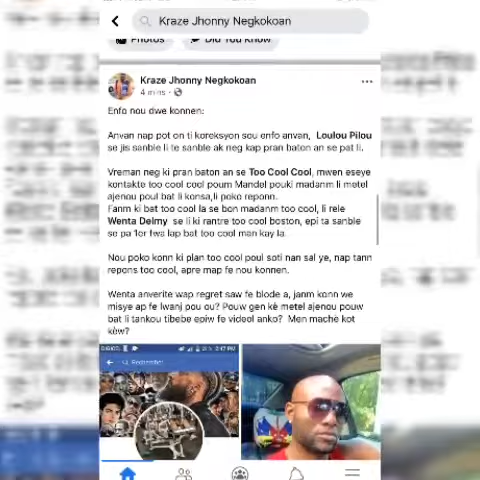 Kraze Jhonny Negkokoan
Photos
Did You Know
Kraze Jhonny Negkokoan
4 mins
Enfo nou dwe konnen:
Anvan nap pot on ti koreksyon sou enfo anvan, Loulou Pilou
se jis sanble li te sanble ak neg kap pran baton an se pat li.
Vreman neg ki pran baton an se Too Cool Cool, mwen eseye
kontakte too cool cool poum Mandel pouki madanm li metel
ajenou poul bat li konsa,li poko reponn.
Fanm ki bat too cool la se bon madanm too cool, li rele
Wenta Delmy se li ki rantre too cool boston, epi ta sanble
se pa 1er fwa lap bat too cool man kay la.
Nou poko konn ki plan too cool poul soti nan sal ye, nap tann
repons too cool, apre map fe nou konnen.
Wenta anverite wap regret saw fe blode a, janm konn we
misye ap fe lwanj pou ou? Pouw gen kè metel ajenou pouw
bat li tankou tibebe epiw fe videol anko? Men machè kot
kèw?
Rechercher